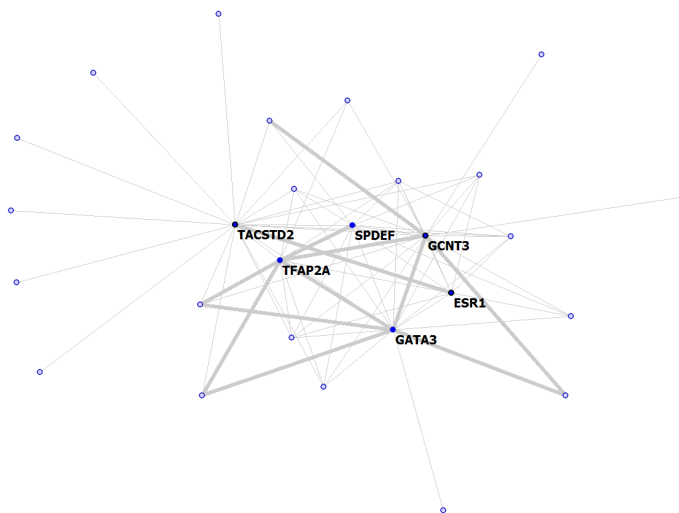 TACSTD2
SPDEF
GCNT3
TFAP2A
ESR1
GATA3